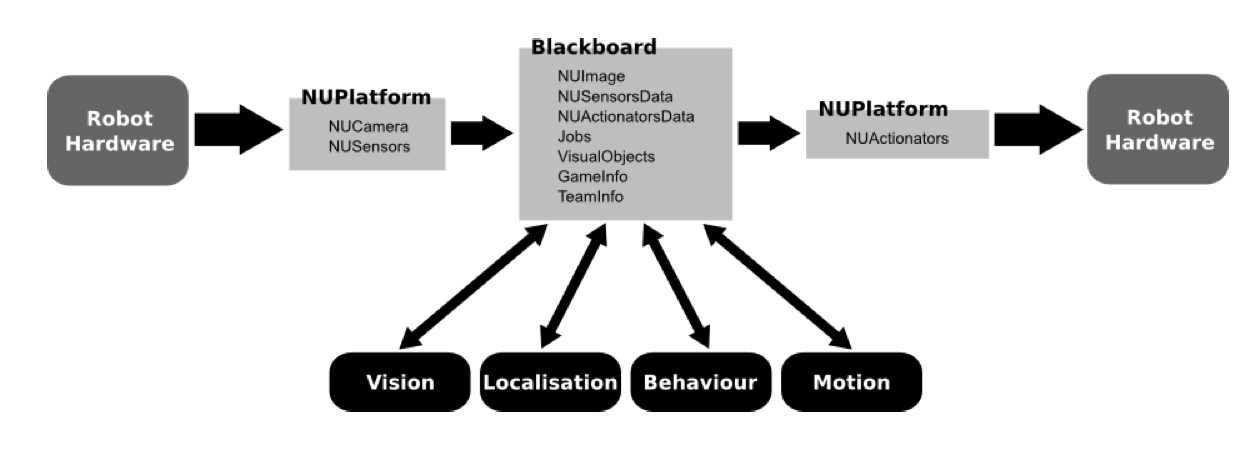 Robot
Hardware
NUPlatform
NUCamera
NUSensors
Blackboard
NUImage
NUSensorsData
NUActionatorsData
Jobs
VisualObjects
GameInfo
TeamInfo
NUPlatform
NUActionators
Robot
Hardware
Vision
Localisation
Behaviour
Motion